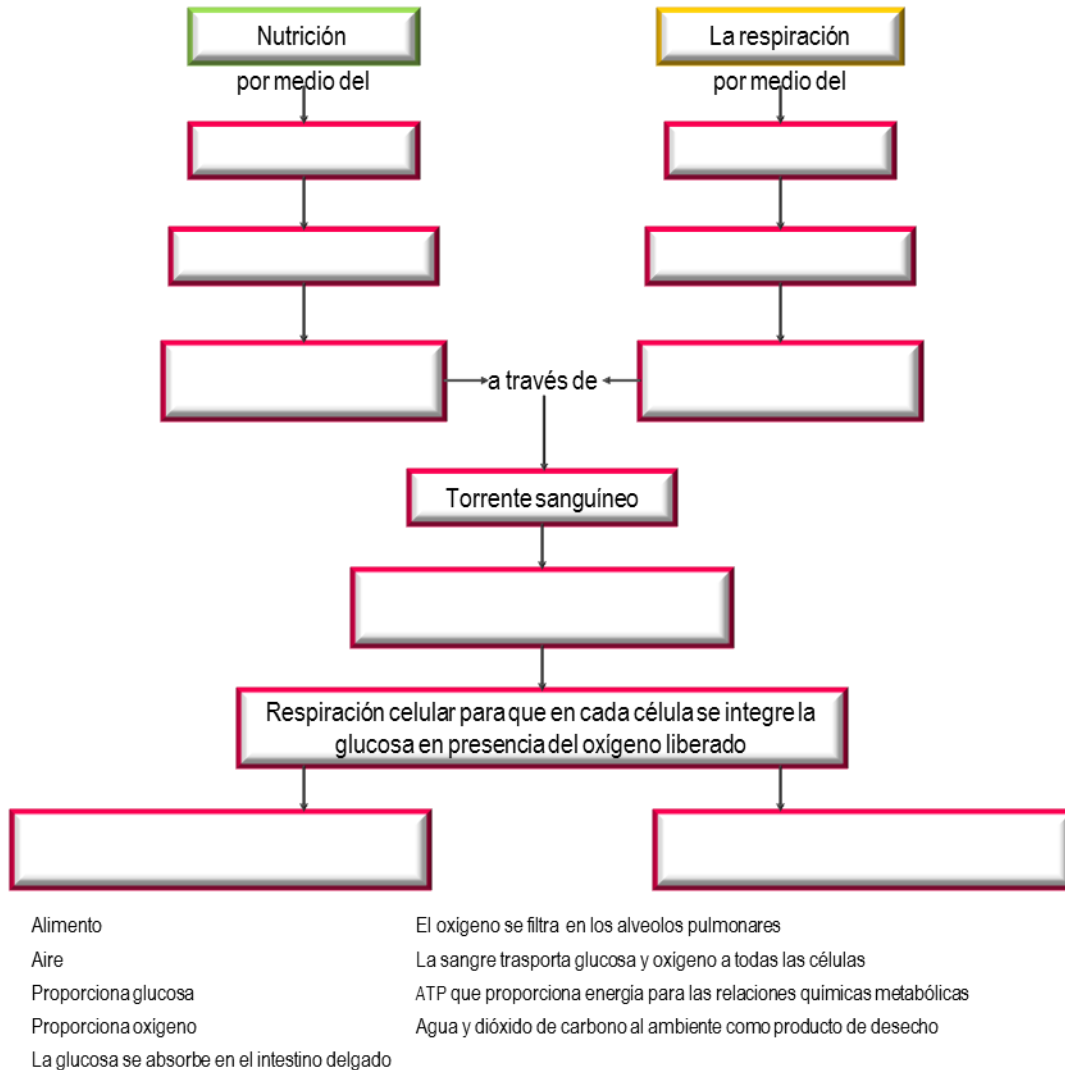 Nutrición
La respiración
por medio del
por medio del
a través de
Torrente sanguíneo
Respiración celular para que en cada célula se integre la
glucosa en presencia del oxígeno liberado
Alimento
Aire
Proporciona glucosa
Proporciona oxígeno
La glucosa se absorbe en el intestino delgado
El oxigeno se filtra en los alveolos pulmonares
La sangre trasporta glucosa y oxígeno a todas las células
ATP que proporciona energía para las relaciones químicas metabólicas
Agua y dióxido de carbono al ambiente como producto de desecho